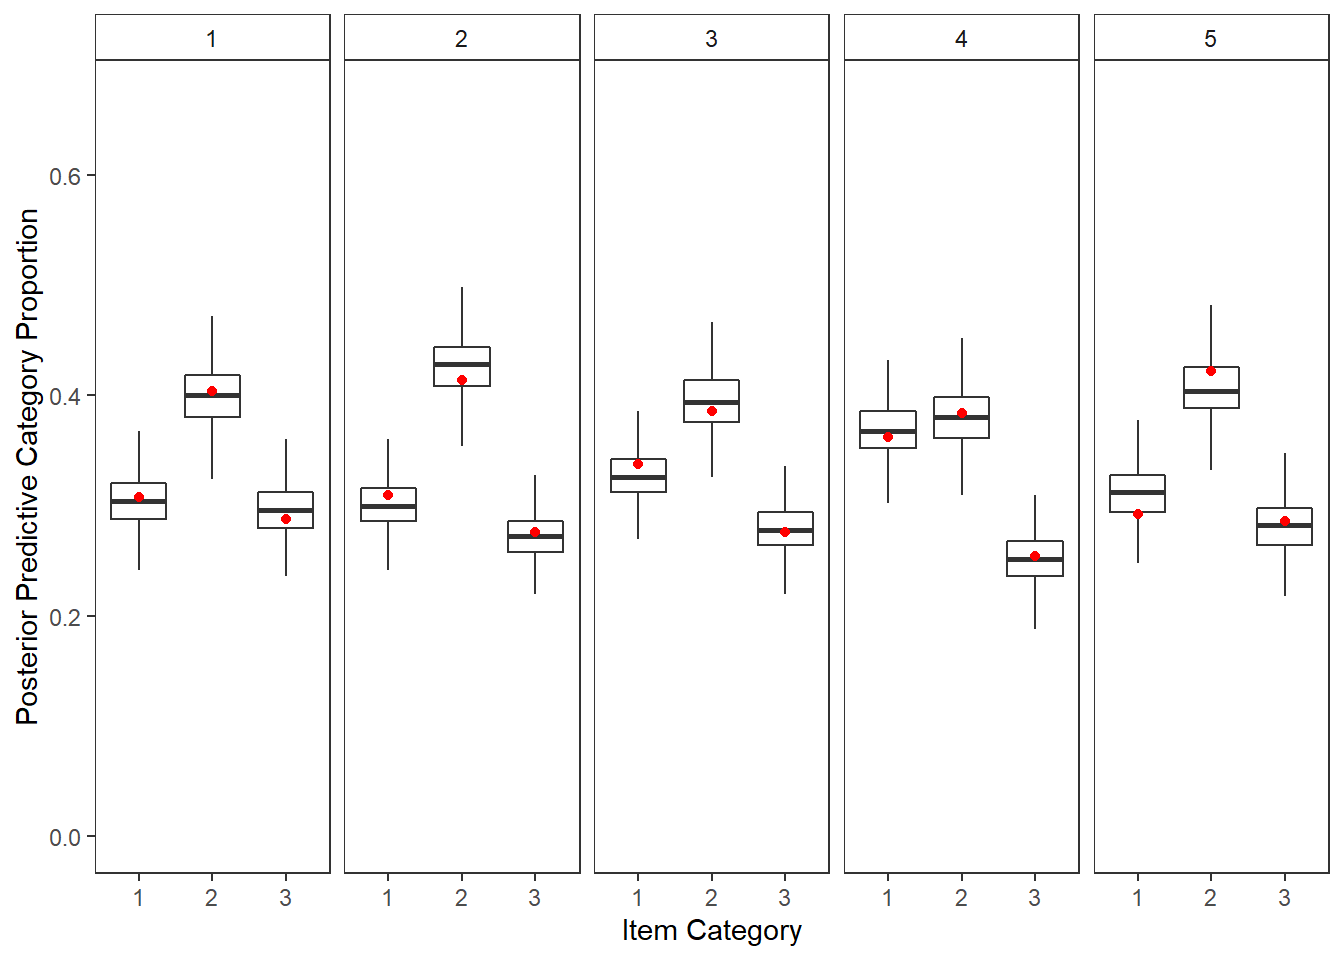 1 2 3 4 5
Posterior Predictive Category Proportion
0.6
0.4
0.2
0.0
1 2 3 1 2 3 1 2 3 1 2 3 1 2 3
Item Category